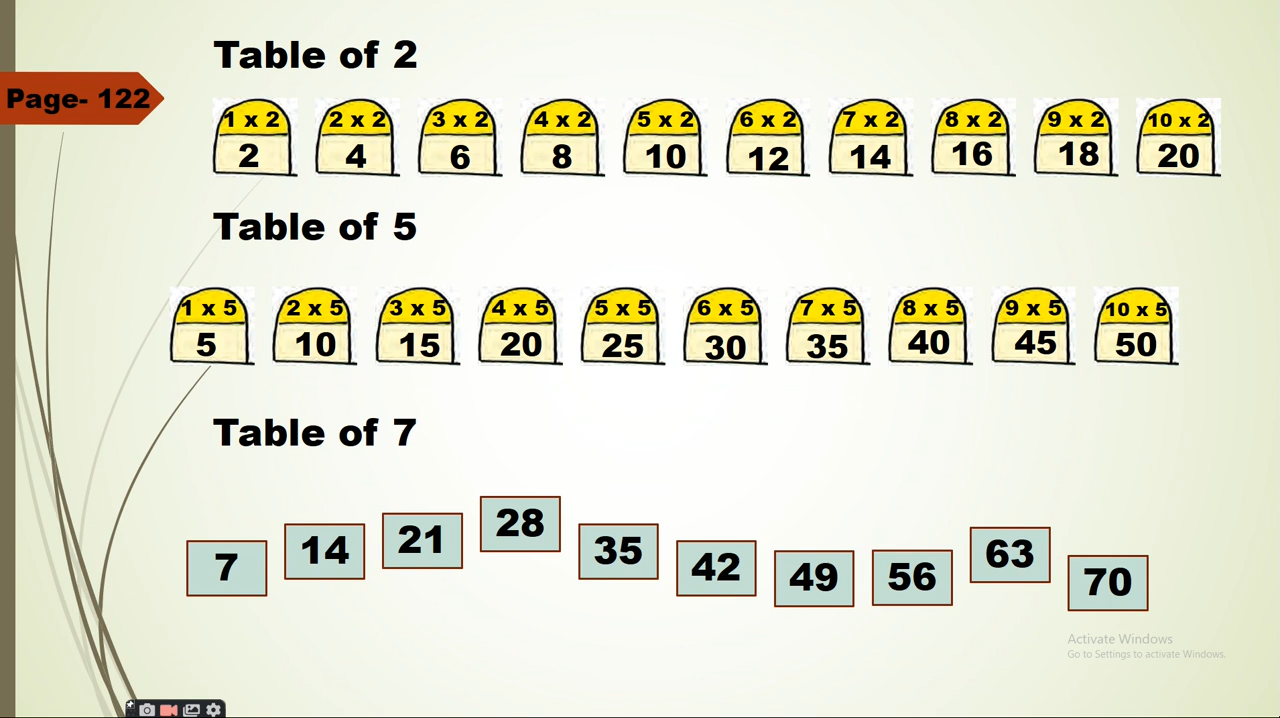 Table of 2
Page- 122
1 x 2 2 x 2 3 x 2 4 x 2 5 x 2 6 x 2 7 x 2 8 x 2 9 x 2 10 x 2
2 4 6 8 10 12 14 16 18 20
Table of 5
1 x 5 2 x 5 3 x 5 4 x 5 5 x 5 6 x 5 7 x 5 8 x 5 9 x 5 10 x 5
5 10 15 20 25 30 35 40 45 50
Table of 7
7 14 21 28 35 42 49 56 63 70
Activate Windows
Go to Settings to activate Windows.